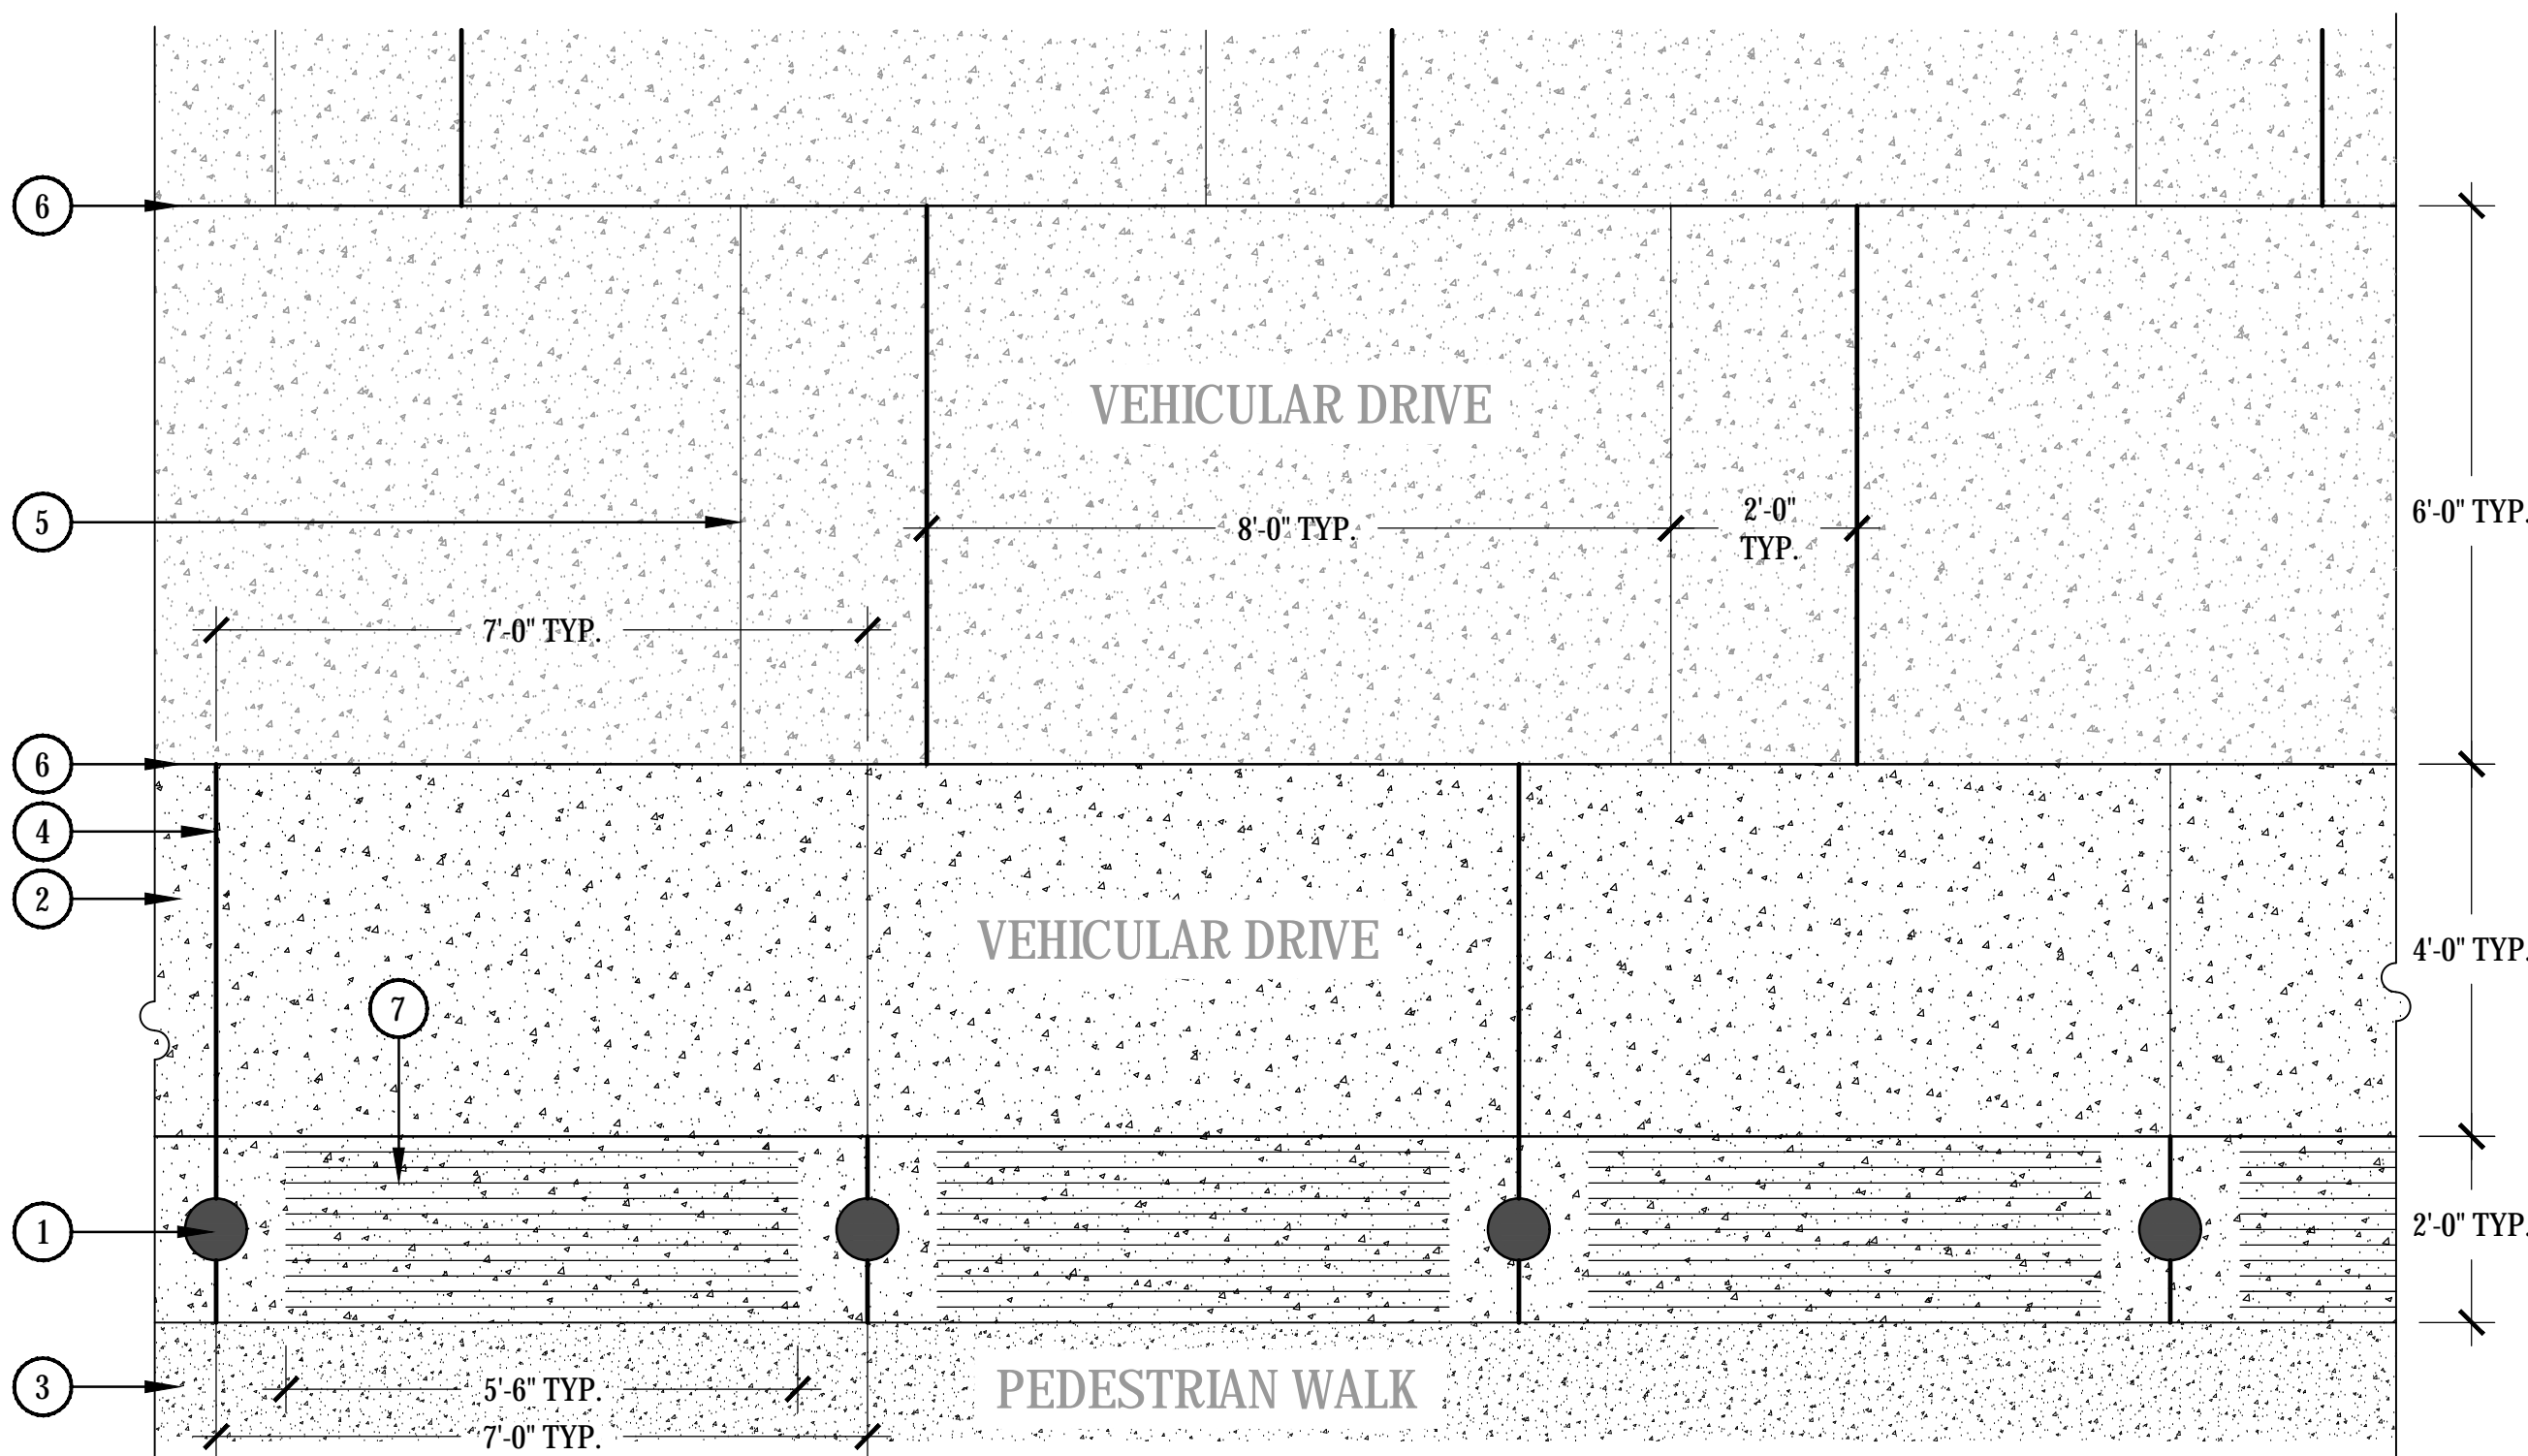 6
VEHICULAR DRIVE
5
8'-0" TYP.
2'-0"
TYP.
6'-0" TYP.
7'-0" TYP.
6
4
2
VEHICULAR DRIVE
4'-0" TYP.
7
1
2'-0" TYP.
3
5'-6" TYP.
PEDESTRIAN WALK
7'-0" TYP.